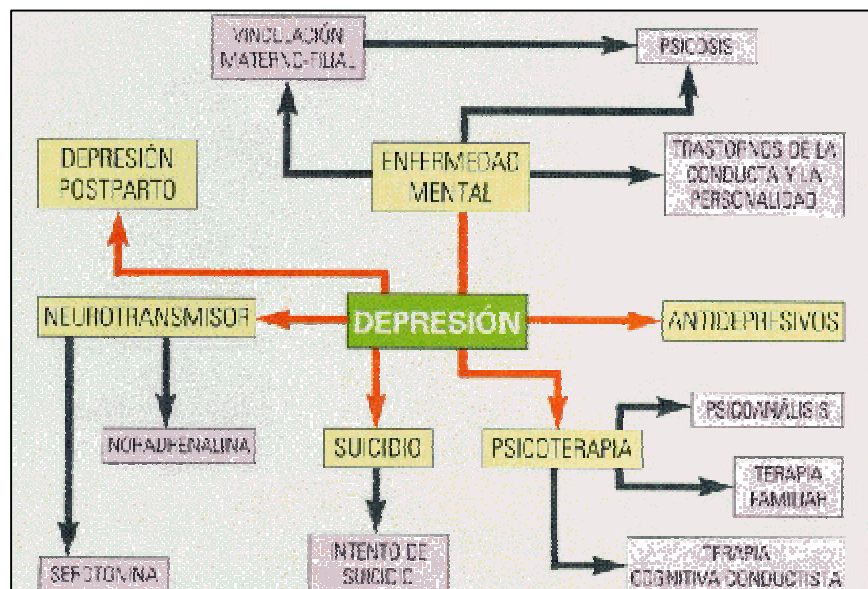 VINCULACIÓN
MATERNO-FILIAL
PSICOSIS
DEPRESIÓN
POSTPARTO
ENFERMEDAD
MENTAL
TRASTORNOS DE LA
CONDUCTA Y LA
PERSONALIDAD
NEUROTRANSMISOR
DEPRESIÓN
ANTIDEPRESIVOS
NORADRENALINA
SUICIDIO
PSICOTERAPIA
PSICOANÁLISIS
TERAPIA
FAMILIAR
SEROTONINA
INTENTO DE
SUICIDIO
TERAPIA
COGNITIVA CONDUCTISTA